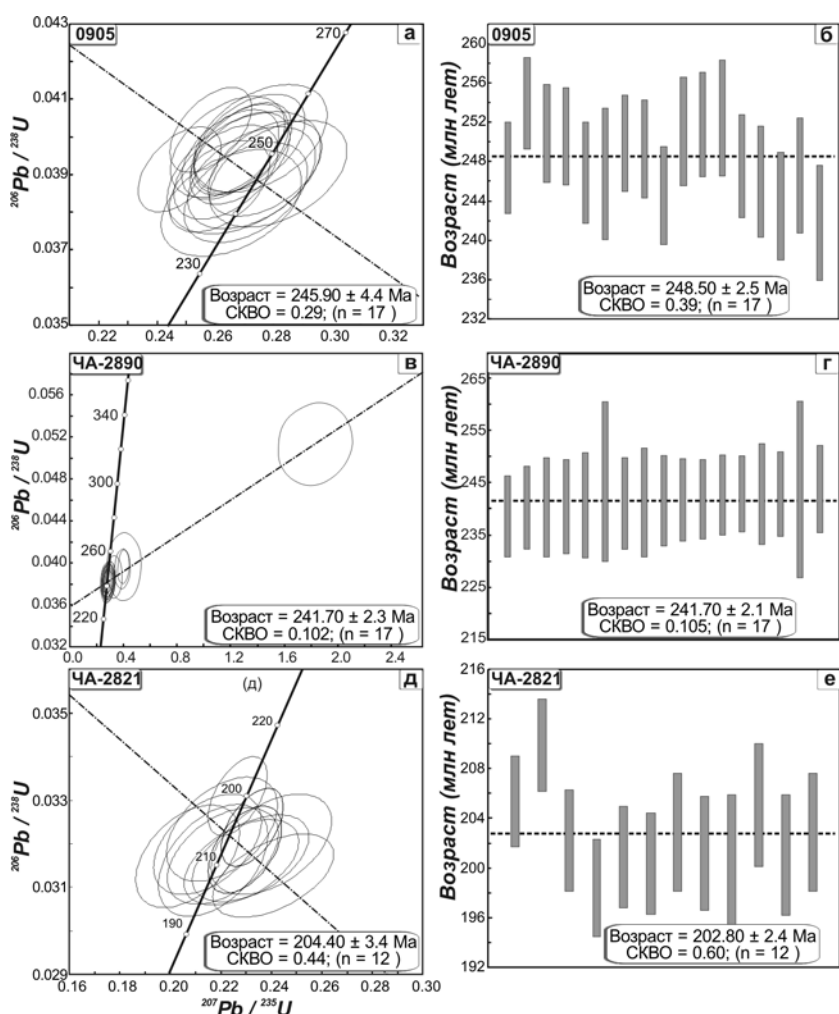 0905
а
0.043
0.041
0.039
0.037
0.035
206Pb / 238U
270
250
230
Возраст = 245.90 ± 4.4 Ma
СКВО = 0.29; (n = 17 )
0.22
0.24
0.26
0.28
0.30
0.32
0905
б
260
256
252
248
244
240
236
232
Возраст (млн лет)
Возраст = 248.50 ± 2.5 Ma
СКВО = 0.39; (n = 17 )
ЧА-2890
в
0.056
0.052
0.048
0.044
0.040
0.036
0.032
206Pb / 238U
340
300
260
220
Возраст = 241.70 ± 2.3 Ma
СКВО = 0.102; (n = 17 )
0.0
0.4
0.8
1.2
1.6
2.0
2.4
ЧА-2890
г
265
255
245
235
225
215
Возраст (млн лет)
Возраст = 241.70 ± 2.1 Ma
СКВО = 0.105; (n = 17 )
ЧА-2821
(д)
д
0.035
0.033
0.031
0.029
206Pb / 238U
220
200
210
190
Возраст = 204.40 ± 3.4 Ma
СКВО = 0.44; (n = 12 )
0.16
0.18
0.20
0.22
0.24
0.26
0.28
0.30
207Pb / 235U
ЧА-2821
е
216
212
208
204
200
196
192
Возраст (млн лет)
Возраст = 202.80 ± 2.4 Ma
СКВО = 0.60; (n = 12 )